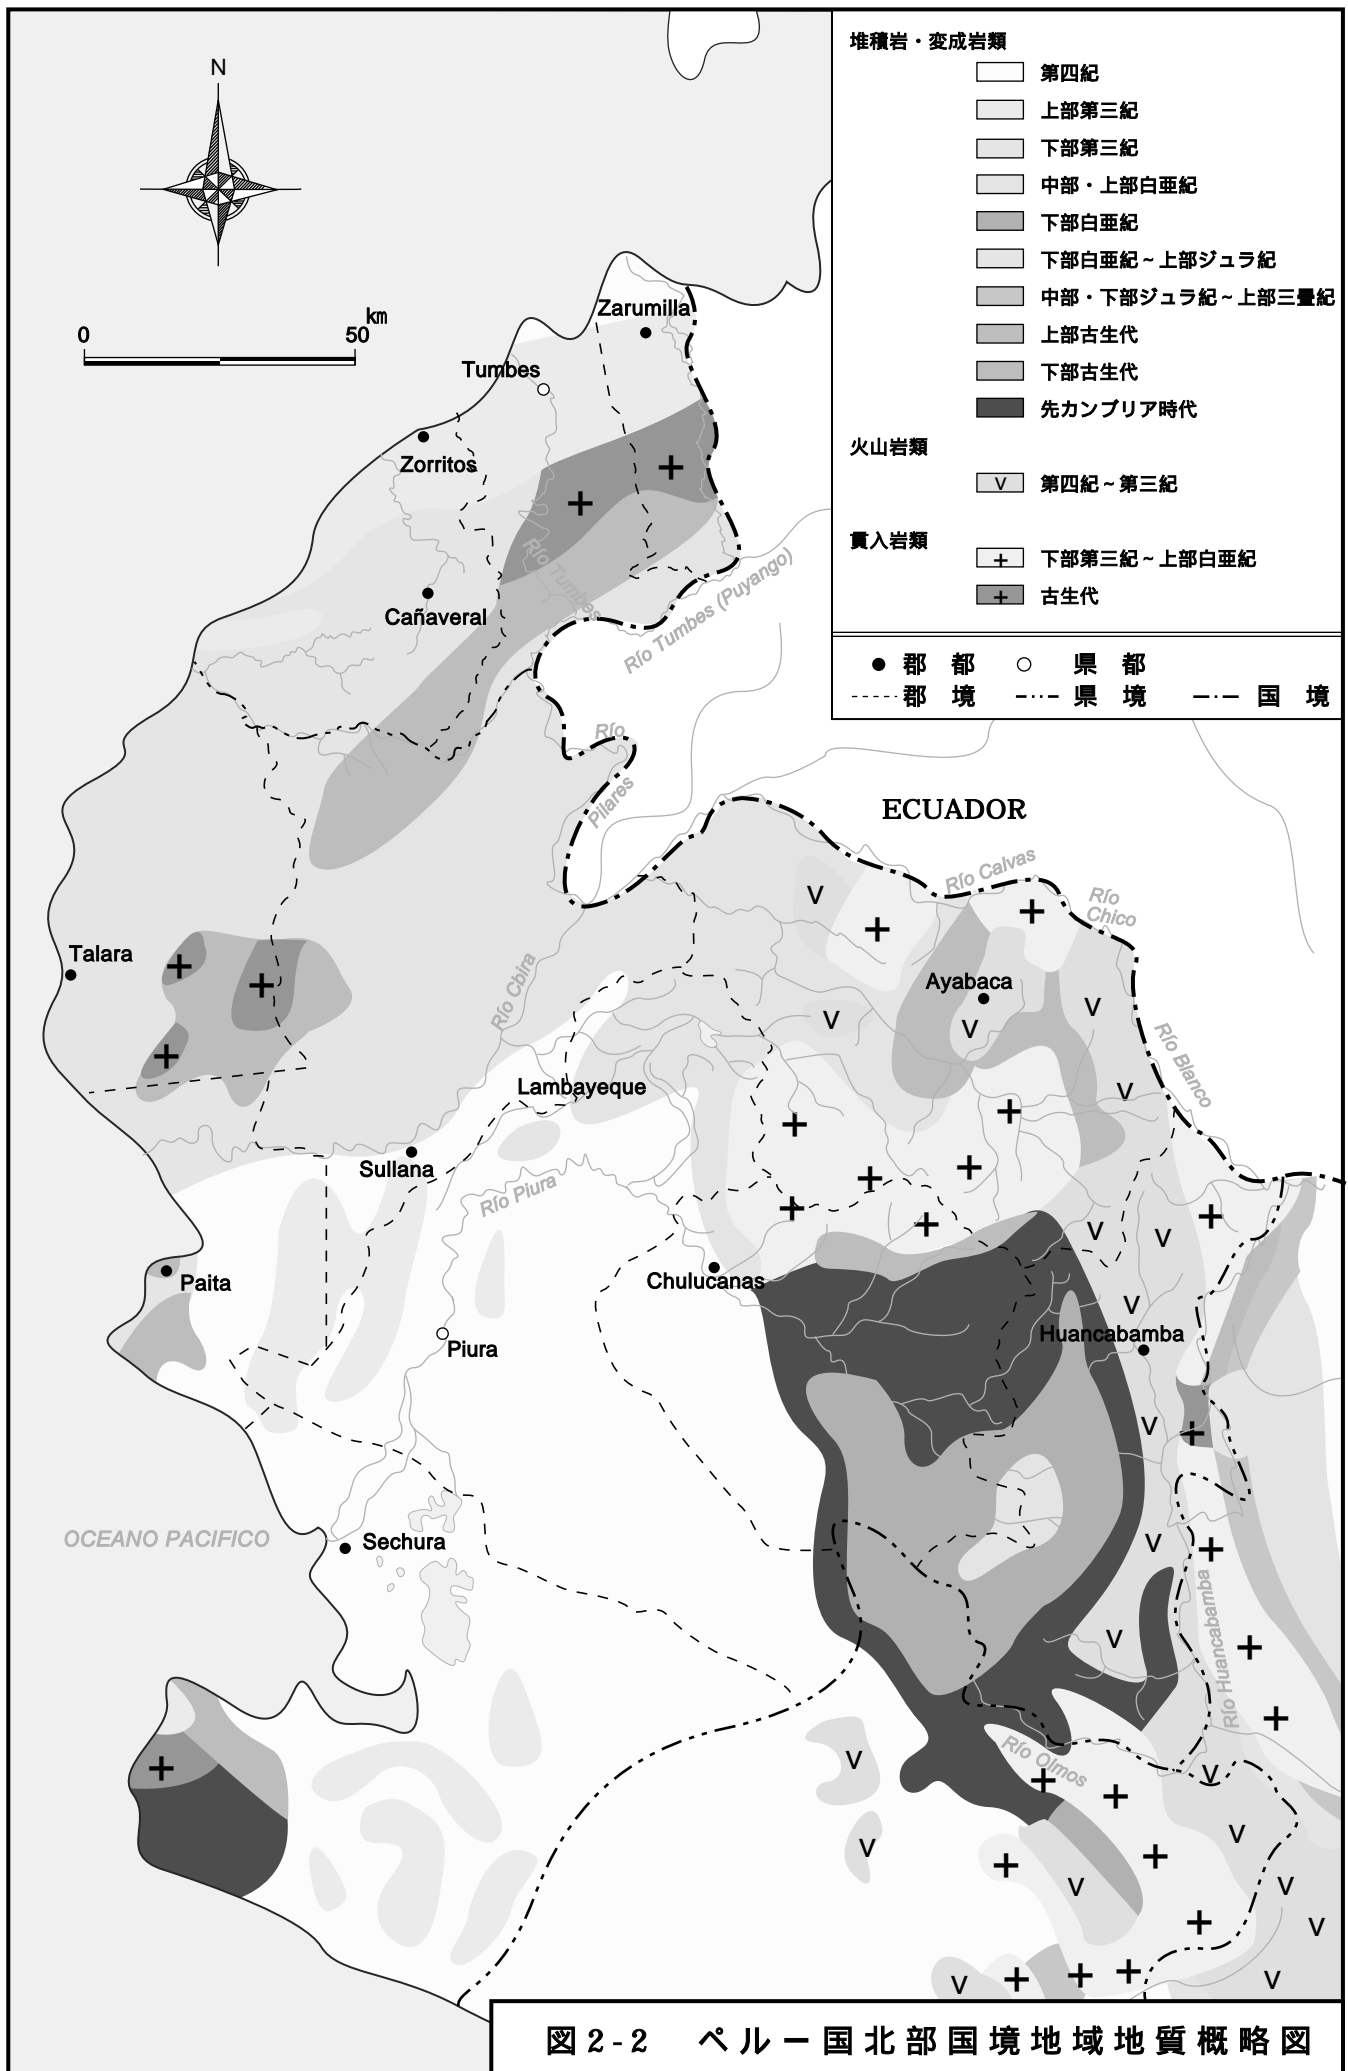 堆積岩・変成岩類
第四紀
上部第三紀
下部第三紀
中部・上部白亜紀
下部白亜紀
下部白亜紀~上部ジュラ紀
中部・下部ジュラ紀~上部三畳紀
上部古生代
下部古生代
先カンブリア時代
火山岩類
V 第四紀~第三紀
貫入岩類
+ 下部第三紀~上部白亜紀
+ 古生代
● 郡 都 ○ 県 都
郡 境 県 境 国 境
N
0 50 km
Zarumilla
Tumbes
Zorritos
Río Tumbes
Cañaveral
Río Tumbes (Puyango)
Río
Pilares
ECUADOR
Río Calvas
Río
Chico
Talara
Ayabaca
Río Cbira
Río Blanco
Lambayeque
Sullana
Río Piura
Paita
Chulucanas
Piura
Huancabamba
OCEANO PACIFICO
Sechura
Río Huancabamba
Río Olmos
図2-2 ペルー国北部国境地域地質概略図